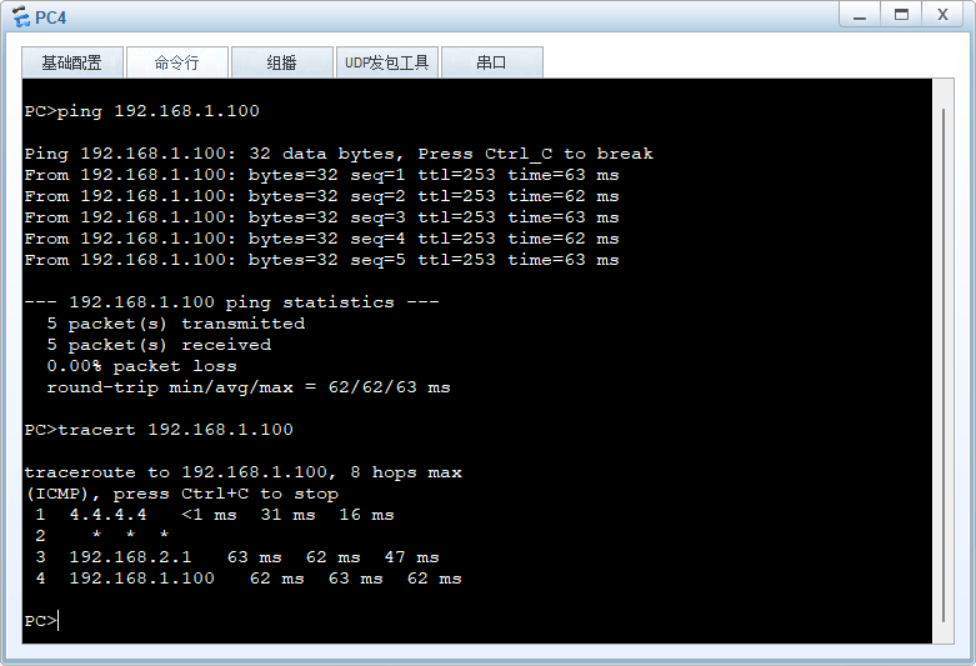 PC4
基础配置 命令行 组播 UDP发包工具 串口
PC>ping 192.168.1.100
Ping 192.168.1.100: 32 data bytes, Press Ctrl_C to break
From 192.168.1.100: bytes=32 seq=1 ttl=253 time=63 ms
From 192.168.1.100: bytes=32 seq=2 ttl=253 time=62 ms
From 192.168.1.100: bytes=32 seq=3 ttl=253 time=63 ms
From 192.168.1.100: bytes=32 seq=4 ttl=253 time=62 ms
From 192.168.1.100: bytes=32 seq=5 ttl=253 time=63 ms
--- 192.168.1.100 ping statistics ---
5 packet(s) transmitted
5 packet(s) received
0.00% packet loss
round-trip min/avg/max = 62/62/63 ms
PC>tracert 192.168.1.100
traceroute to 192.168.1.100, 8 hops max
(ICMP), press Ctrl+C to stop
1 4.4.4.4 <1 ms 31 ms 16 ms
2 * * *
3 192.168.2.1 63 ms 62 ms 47 ms
4 192.168.1.100 62 ms 63 ms 62 ms
PC>